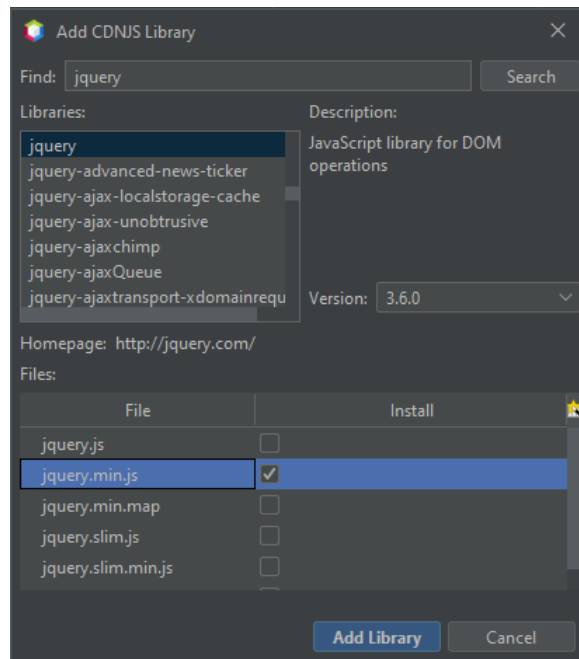 Add CDNJS Library
Find: jquery Search
Libraries:
jquery
jquery-advanced-news-ticker
jquery-ajax-localstorage-cache
jquery-ajax-unobtrusive
jquery-ajaxchimp
jquery-ajaxQueue
jquery-ajaxtransport-xdomainrequ
Description:
JavaScript library for DOM
operations
Version: 3.6.0
Homepage: http://jquery.com/
Files:
File Install
jquery.js
jquery.min.js
jquery.min.map
jquery.slim.js
jquery.slim.min.js
Add Library Cancel